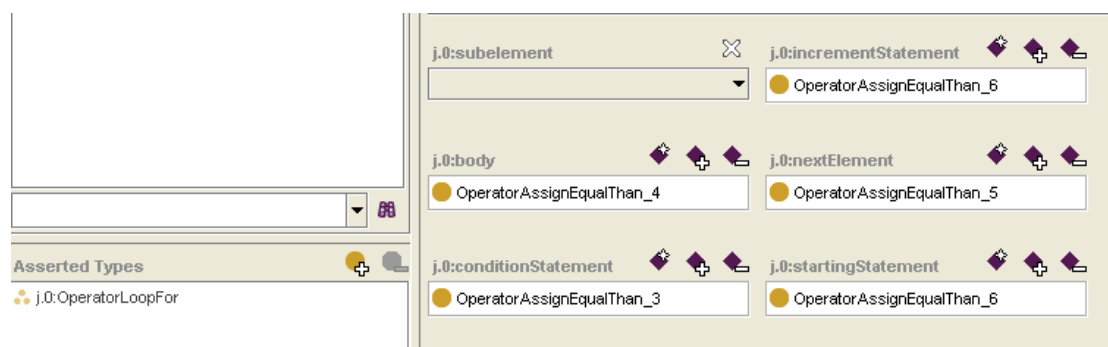 j.0:subelement
j.0:incrementStatement
OperatorAssignEqualThan_6
j.0:body
j.0:nextElement
OperatorAssignEqualThan_4
OperatorAssignEqualThan_5
Asserted Types
j.0:conditionStatement
j.0:startingStatement
j.0:OperatorLoopFor
OperatorAssignEqualThan_3
OperatorAssignEqualThan_6